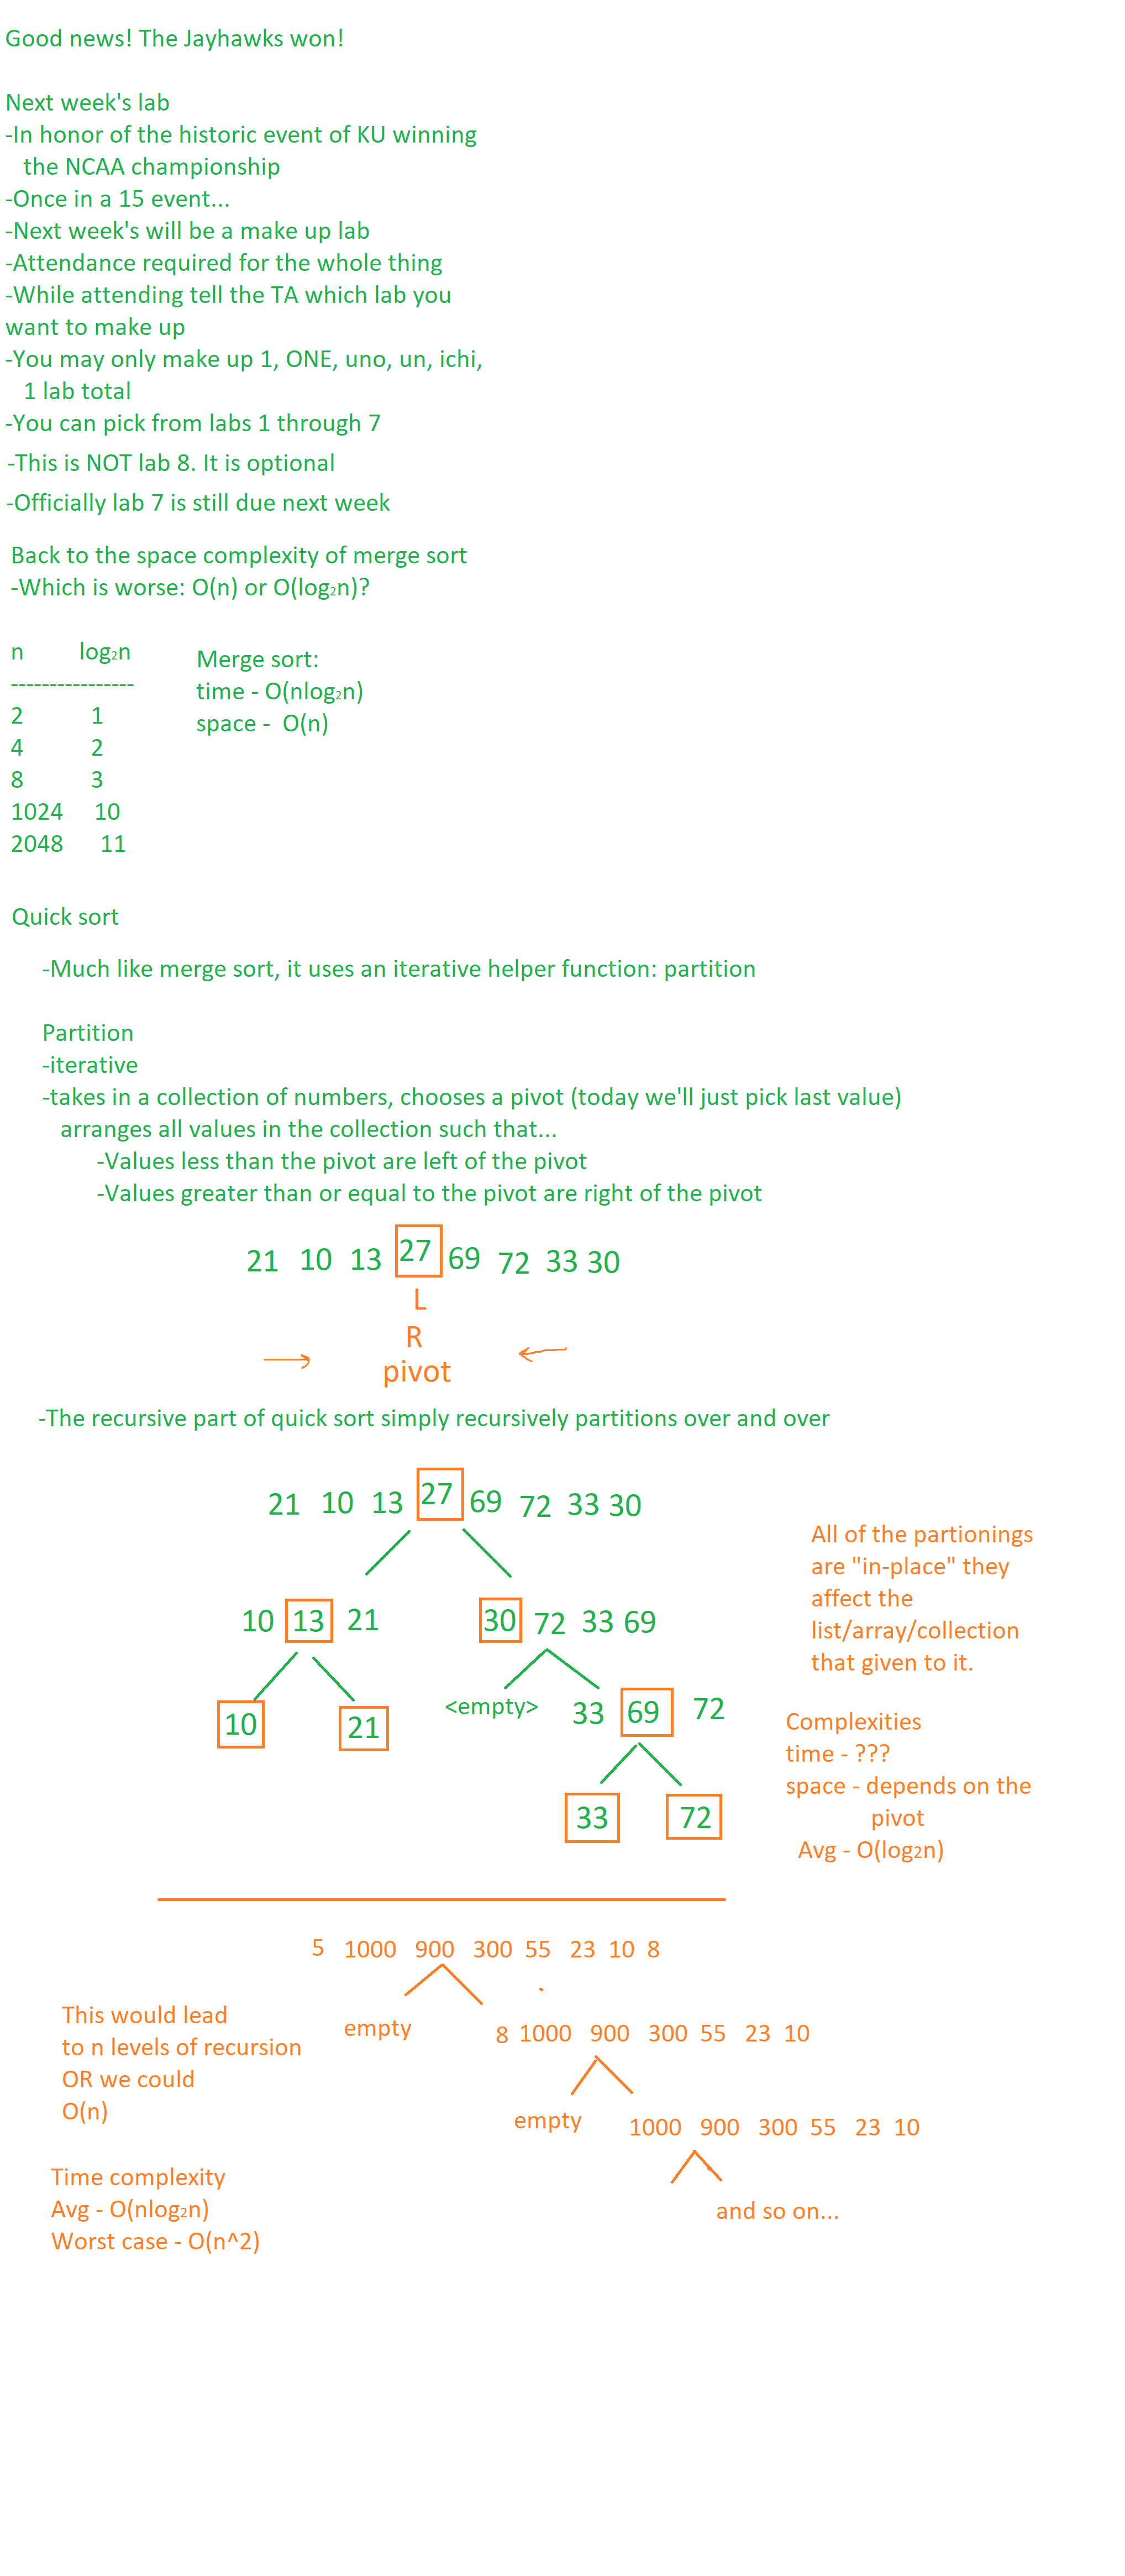 Good news! The Jayhawks won!
Next week's lab
-In honor of the historic event of KU winning
the NCAA championship
-Once in a 15 event...
-Next week's will be a make up lab
-Attendance required for the whole thing
-While attending tell the TA which lab you
want to make up
-You may only make up 1, ONE, uno, un, ichi,
1 lab total
-You can pick from labs 1 through 7
-This is NOT lab 8. It is optional
-Officially lab 7 is still due next week
Back to the space complexity of merge sort
-Which is worse: O(n) or O(log₂n)?
n log₂n
----------------
2 1
4 2
8 3
1024 10
2048 11
Merge sort:
time - O(nlog₂n)
space - O(n)
Quick sort
-Much like merge sort, it uses an iterative helper function: partition
Partition
-iterative
-takes in a collection of numbers, chooses a pivot (today we'll just pick last value)
arranges all values in the collection such that...
-Values less than the pivot are left of the pivot
-Values greater than or equal to the pivot are right of the pivot
21 10 13 27 69 72 33 30
L
R
pivot
-The recursive part of quick sort simply recursively partitions over and over
21 10 13 27 69 72 33 30
10 13 21 30 72 33 69
10 21 <empty> 33 69 72
33 72
All of the partionings
are "in-place" they
affect the
list/array/collection
that given to it.
Complexities
time - ???
space - depends on the
pivot
Avg - O(log₂n)
5 1000 900 300 55 23 10 8
empty 8 1000 900 300 55 23 10
empty 1000 900 300 55 23 10
and so on...
This would lead
to n levels of recursion
OR we could
O(n)
Time complexity
Avg - O(nlog₂n)
Worst case - O(n^2)